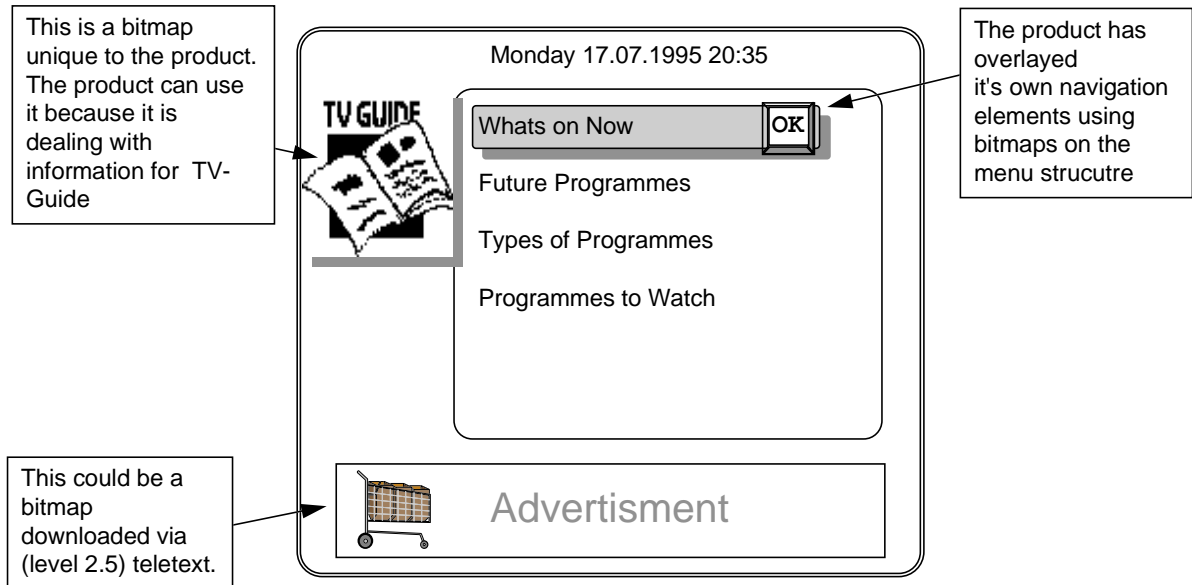 This is a bitmap
unique to the product.
The product can use
it because it is
dealing with
information for TV-
Guide
Monday 17.07.1995 20:35
The product has
overlayed
it's own navigation
elements using
bitmaps on the
menu strucutre
TV GUIDE
Whats on Now
OK
Future Programmes
Types of Programmes
Programmes to Watch
This could be a
bitmap
downloaded via
(level 2.5) teletext.
Advertisment